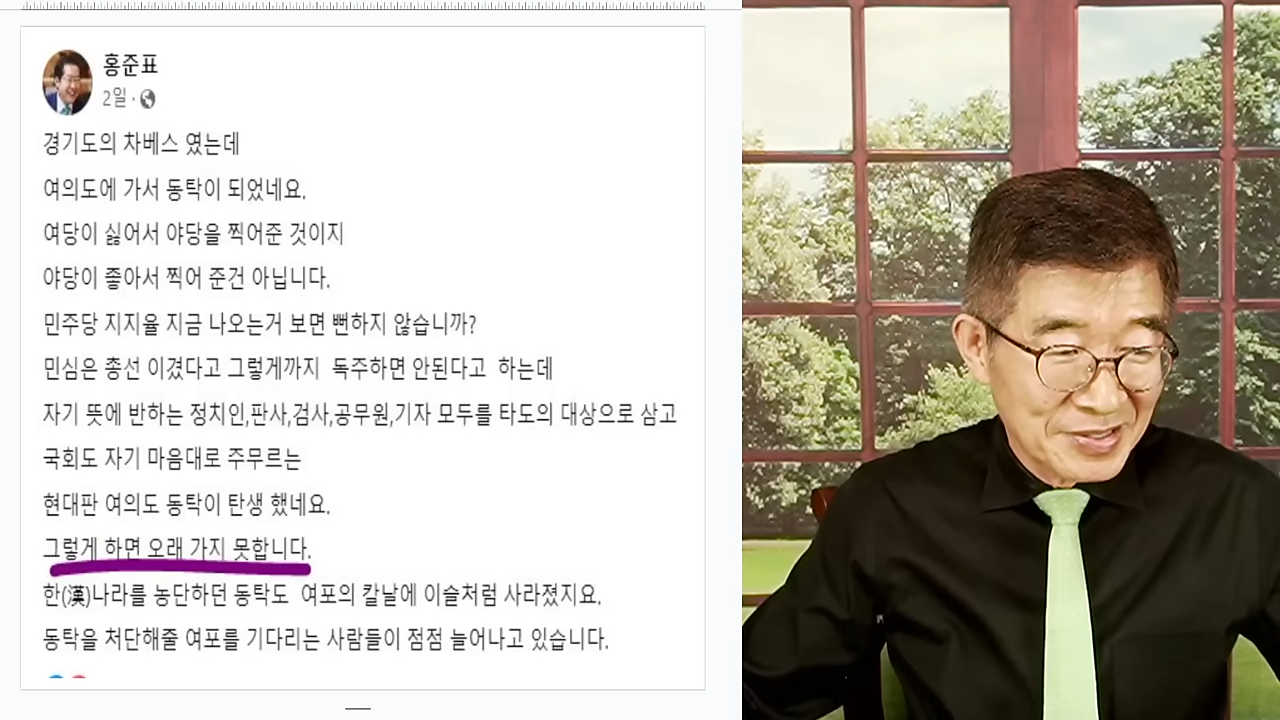 홍준표
2일 ·
경기도의 차베스 였는데
여의도에 가서 동탁이 되었네요.
여당이 싫어서 야당을 찍어준 것이지
야당이 좋아서 찍어 준건 아닙니다.
민주당 지지율 지금 나오는거 보면 뻔하지 않습니까?
민심은 총선 이겼다고 그렇게까지 독주하면 안된다고 하는데
자기 뜻에 반하는 정치인,판사,검사,공무원,기자 모두를 타도의 대상으로 삼고
국회도 자기 마음대로 주무르는
현대판 여의도 동탁이 탄생 했네요.
그렇게 하면 오래 가지 못합니다.
한(漢)나라를 농단하던 동탁도 여포의 칼날에 이슬처럼 사라졌지요.
동탁을 처단해줄 여포를 기다리는 사람들이 점점 늘어나고 있습니다.